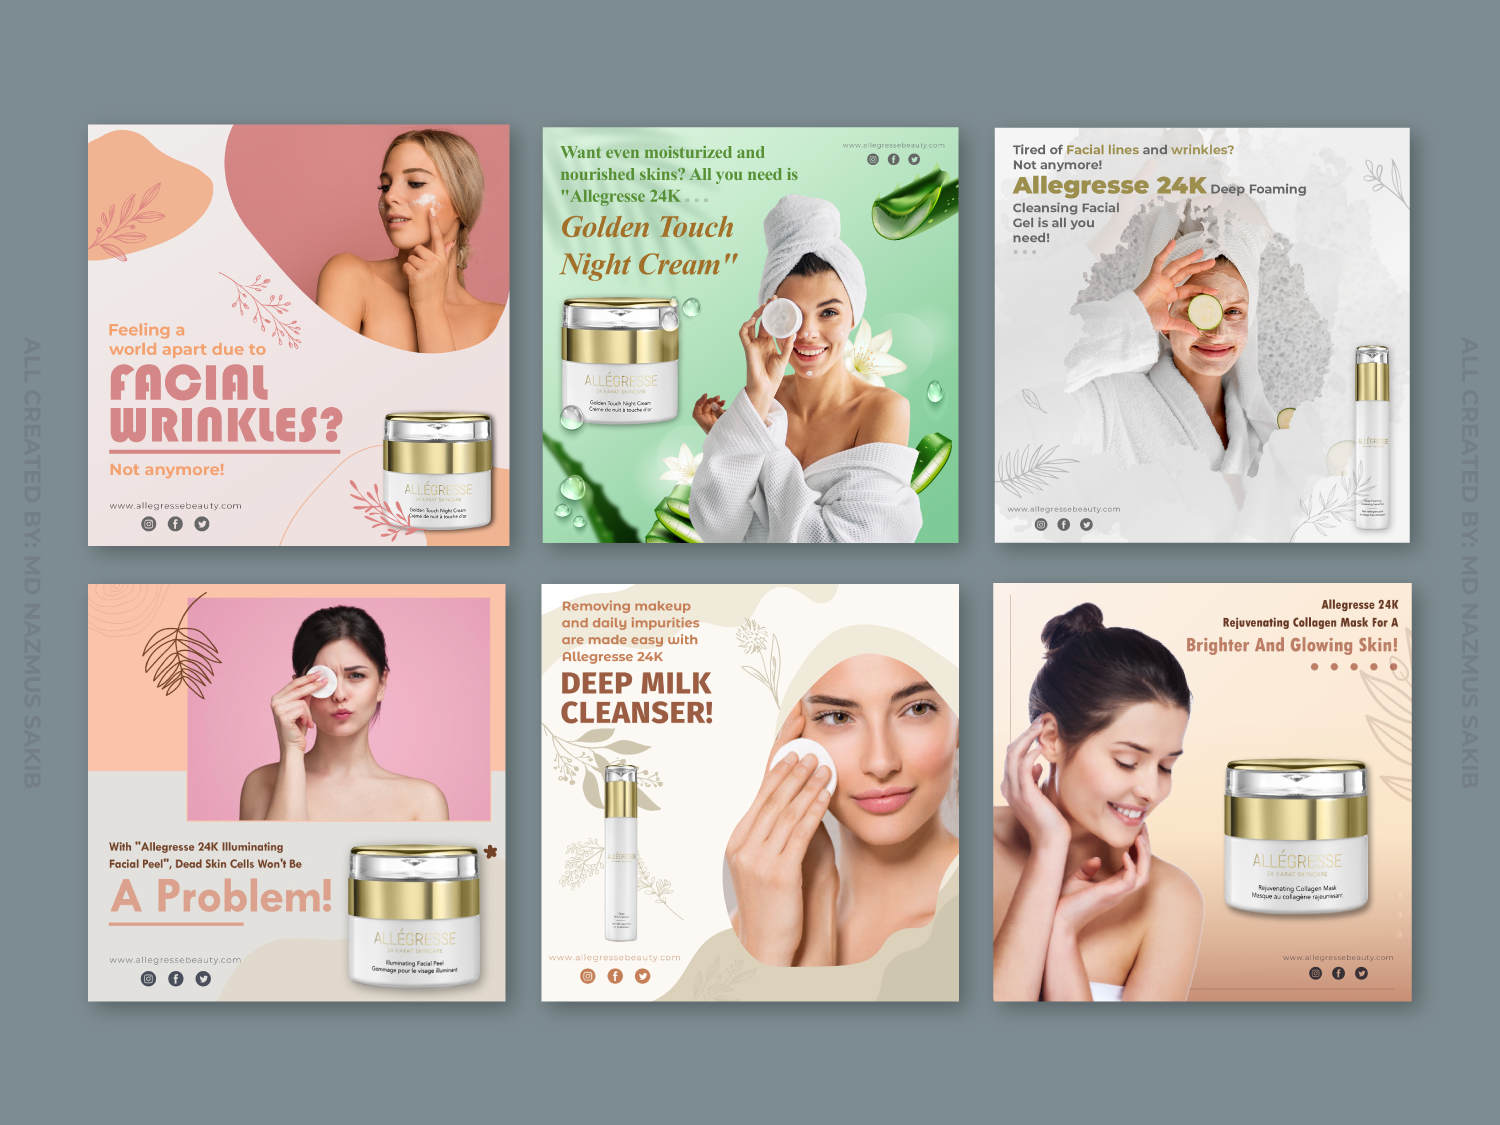 ALL CREATED BY: MD NAZMUS SAKIB
Feeling a
world apart due to
FACIAL
WRINKLES?
Not anymore!
www.allegressebeauty.com
ALLÉGRESSE
24 KARAT SKINCARE
Golden Touch Night Cream
Crème de nuit à touche d'or
Want even moisturized and
nourished skins? All you need is
"Allegresse 24K...
Golden Touch
Night Cream"
www.allegressebeauty.com
ALLÉGRESSE
24 KARAT SKINCARE
Golden Touch Night Cream
Crème de nuit à touche d'or
Tired of Facial lines and wrinkles?
Not anymore!
Allegresse 24K Deep Foaming
Cleansing Facial
Gel is all you
need!
www.allegressebeauty.com
ALLÉGRESSE
With "Allegresse 24K Illuminating
Facial Peel", Dead Skin Cells Won't Be
A Problem!
www.allegressebeauty.com
ALLÉGRESSE
24 KARAT SKINCARE
Illuminating Facial Peel
Gommage pour le visage illuminant
Removing makeup
and daily impurities
are made easy with
Allegresse 24K
DEEP MILK
CLEANSER!
ALLÉGRESSE
www.allegressebeauty.com
Allegresse 24K
Rejuvenating Collagen Mask For A
Brighter And Glowing Skin!
ALLÉGRESSE
24 KARAT SKINCARE
Rejuvenating Collagen Mask
Masque au collagène rajeunissant
www.allegressebeauty.com
ALL CREATED BY: MD NAZMUS SAKIB